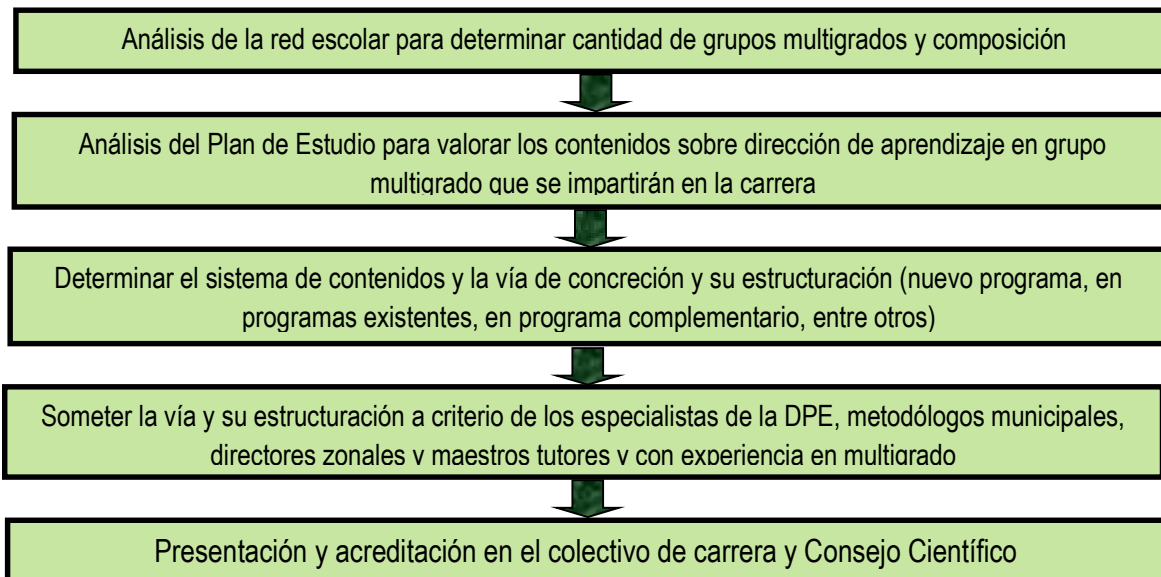 Análisis de la red escolar para determinar cantidad de grupos multigrados y composición
Análisis del Plan de Estudio para valorar los contenidos sobre dirección de aprendizaje en grupo
multigrado que se impartirán en la carrera
Determinar el sistema de contenidos y la vía de concreción y su estructuración (nuevo programa, en
programas existentes, en programa complementario, entre otros)
Someter la vía y su estructuración a criterio de los especialistas de la DPE, metodólogos municipales,
directores zonales y maestros tutores y con experiencia en multigrado
Presentación y acreditación en el colectivo de carrera y Consejo Científico